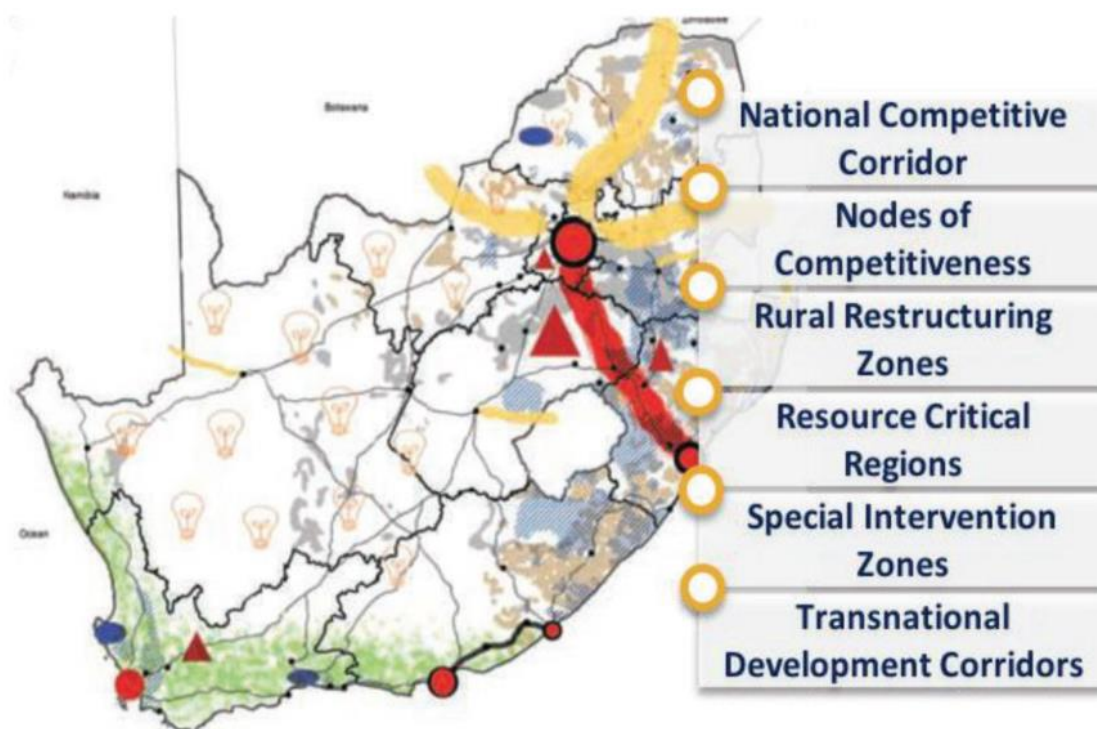 Zimbabwe
Botswana
Namibia
Ocean
National Competitive
Corridor
Nodes of
Competitiveness
Rural Restructuring
Zones
Resource Critical
Regions
Special Intervention
Zones
Transnational
Development Corridors